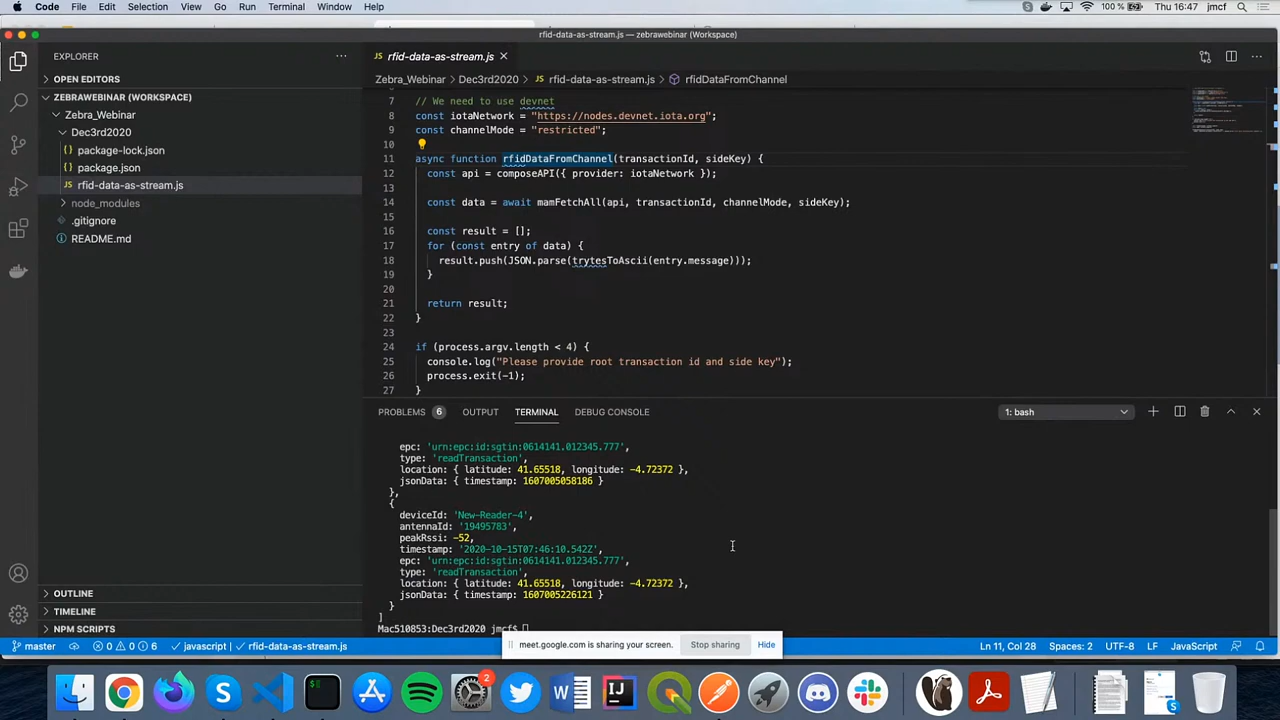 Code File Edit Selection View Go Run Terminal Window Help 100 % Thu 16:47 jmcf
rfid-data-as-stream.js — zebrawebinar (Workspace)
EXPLORER
OPEN EDITORS
ZEBRAWEBINAR (WORKSPACE)
Zebra_Webinar
Dec3rd2020
package-lock.json
package.json
JS rfid-data-as-stream.js
node_modules
.gitignore
README.md
OUTLINE
TIMELINE
NPM SCRIPTS
JS rfid-data-as-stream.js
Zebra_Webinar > Dec3rd2020 > JS rfid-data-as-stream.js > rfidDataFromChannel
7 // We need to use devnet
8 const iotaNetwork = "https://nodes.devnet.iota.org";
9 const channelMode = "restricted";
10
11 async function rfidDataFromChannel(transactionId, sideKey) {
12 const api = composeAPI({ provider: iotaNetwork });
13
14 const data = await mamFetchAll(api, transactionId, channelMode, sideKey);
15
16 const result = [];
17 for (const entry of data) {
18 result.push(JSON.parse(trytesToAscii(entry.message)));
19 }
20
21 return result;
22 }
23
24 if (process.argv.length < 4) {
25 console.log("Please provide root transaction id and side key");
26 process.exit(-1);
27 }
PROBLEMS 6 OUTPUT TERMINAL DEBUG CONSOLE 1: bash
epc: 'urn:epc:id:sgtin:0614141.012345.777',
type: 'readTransaction',
location: { latitude: 41.65518, longitude: -4.72372 },
jsonData: { timestamp: 1607005058186 }
},
{
deviceId: 'New-Reader-4',
antennaId: '19495783',
peakRssi: -52,
timestamp: '2020-10-15T07:46:10.542Z',
epc: 'urn:epc:id:sgtin:0614141.012345.777',
type: 'readTransaction',
location: { latitude: 41.65518, longitude: -4.72372 },
jsonData: { timestamp: 1607005226121 }
}
]
Mac510853:Dec3rd2020 jmcf$
meet.google.com is sharing your screen. Stop sharing Hide
master 0 0 6 javascript | rfid-data-as-stream.js Ln 11, Col 28 Spaces: 2 UTF-8 LF JavaScript
2